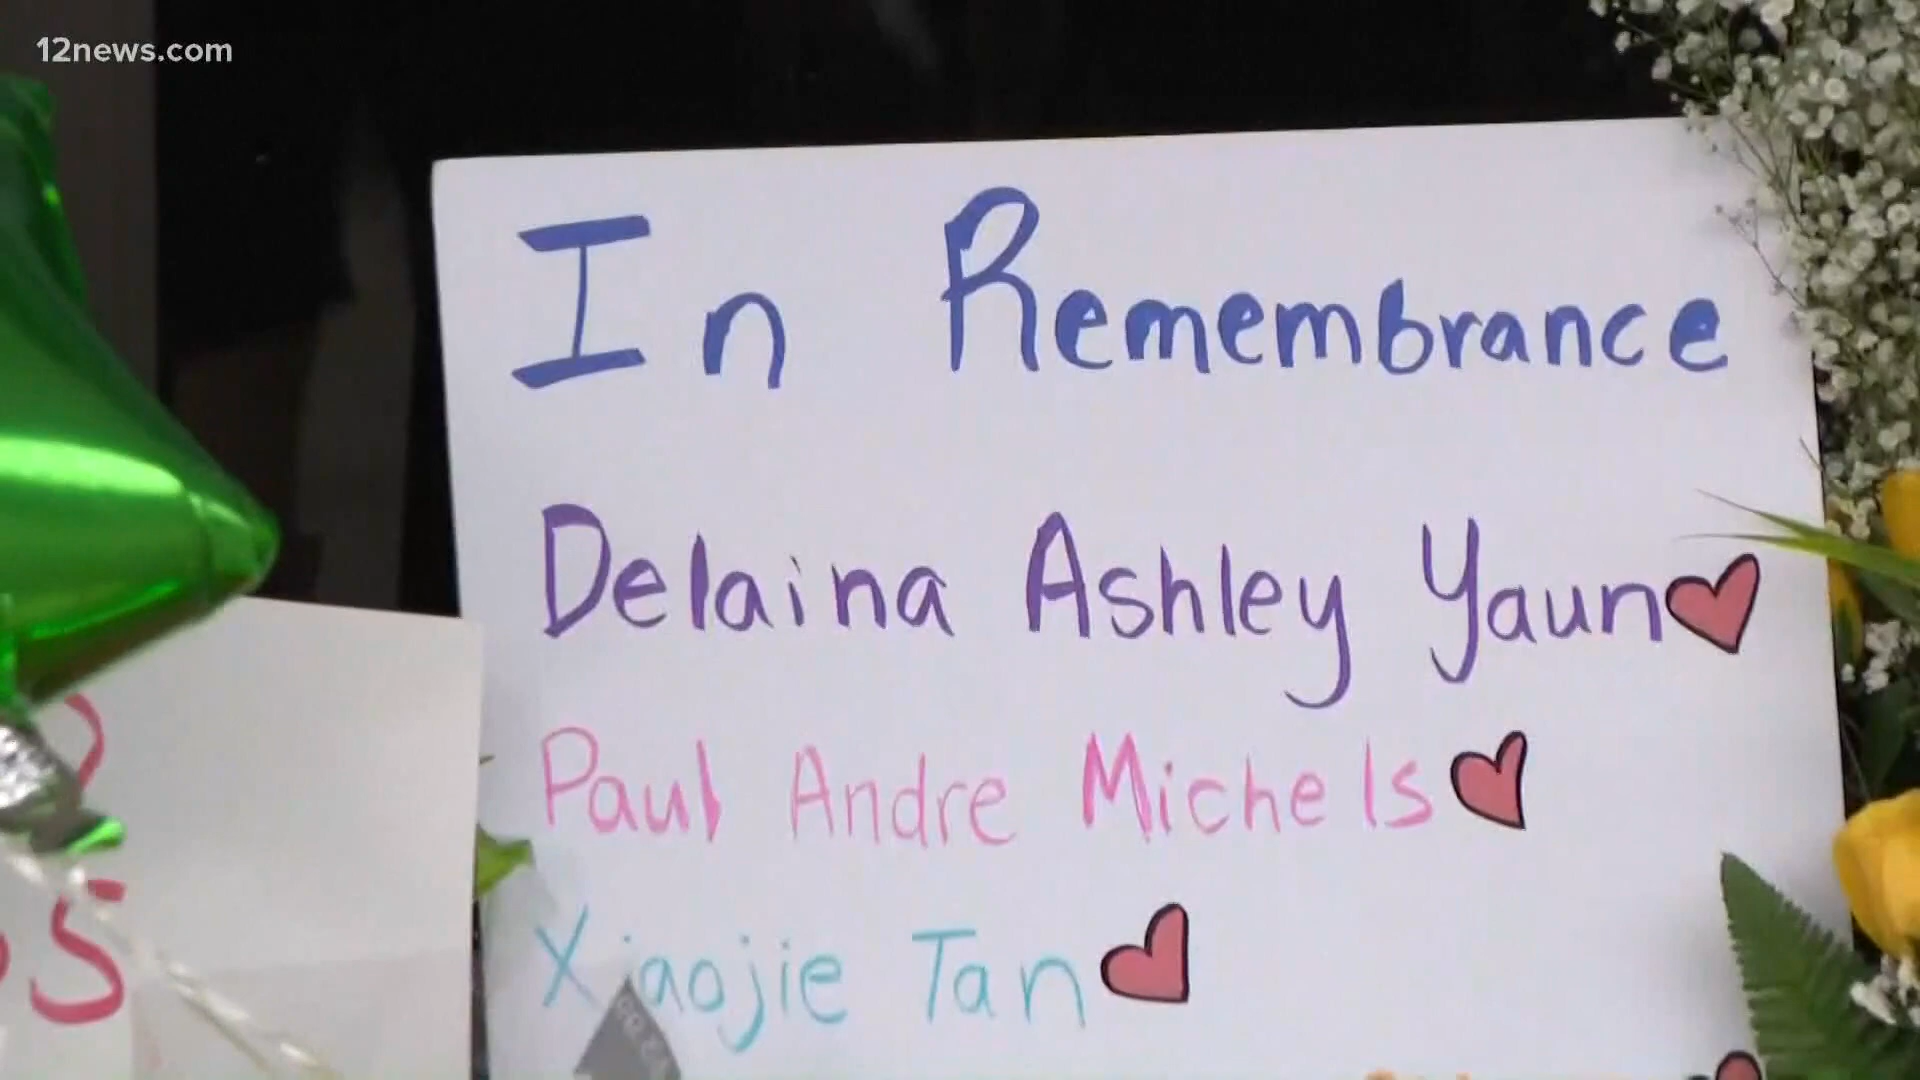 12news.com
In Remembrance
Delaina Ashley Yaun
Paul Andre Michels
Xiaojie Tan